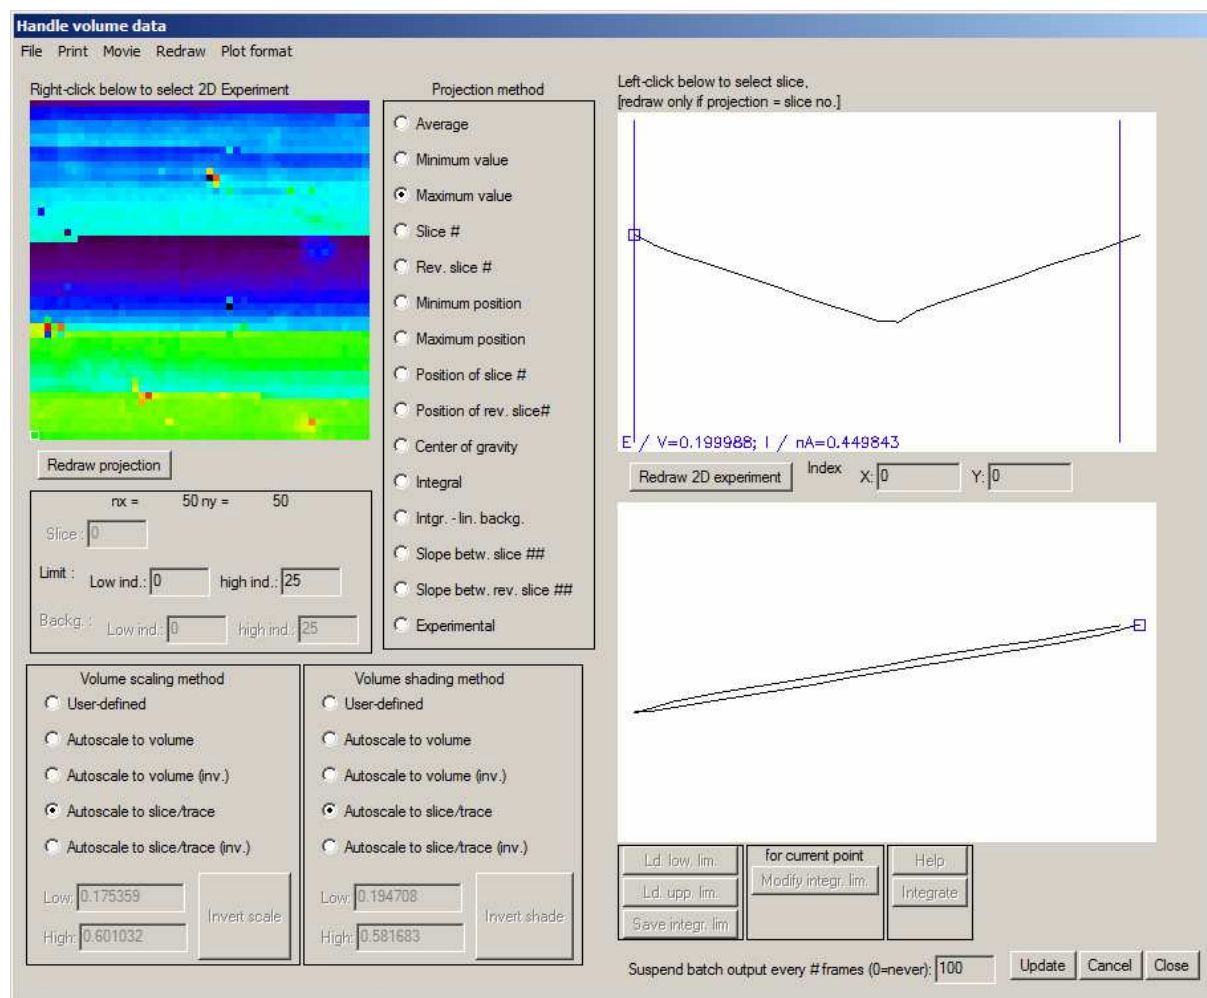 Handle volume data
File Print Movie Redraw Plot format
Right-click below to select 2D Experiment
Redraw projection
nx = 50 ny = 50
Slice : 0
Limit : Low ind.: 0 high ind.: 25
Backg. : Low ind.: 0 high ind.: 25
Projection method
Average
Minimum value
Maximum value
Slice #
Rev. slice #
Minimum position
Maximum position
Position of slice #
Position of rev. slice#
Center of gravity
Integral
Intgr. - lin. backg.
Slope betw. slice ##
Slope betw. rev. slice ##
Experimental
Left-click below to select slice,
[redraw only if projection = slice no.]
E / V=0.199988; I / nA=0.449843
Redraw 2D experiment Index X: 0 Y: 0
Volume scaling method
User-defined
Autoscale to volume
Autoscale to volume (inv.)
Autoscale to slice/trace
Autoscale to slice/trace (inv.)
Low: 0.175359
High: 0.601032
Invert scale
Volume shading method
User-defined
Autoscale to volume
Autoscale to volume (inv.)
Autoscale to slice/trace
Autoscale to slice/trace (inv.)
Low: 0.194708
High: 0.581683
Invert shade
Ld. low. lim.
Ld. upp. lim.
Save integr. lim
for current point
Modify integr. lim.
Help
Integrate
Suspend batch output every # frames (0=never): 100 Update Cancel Close